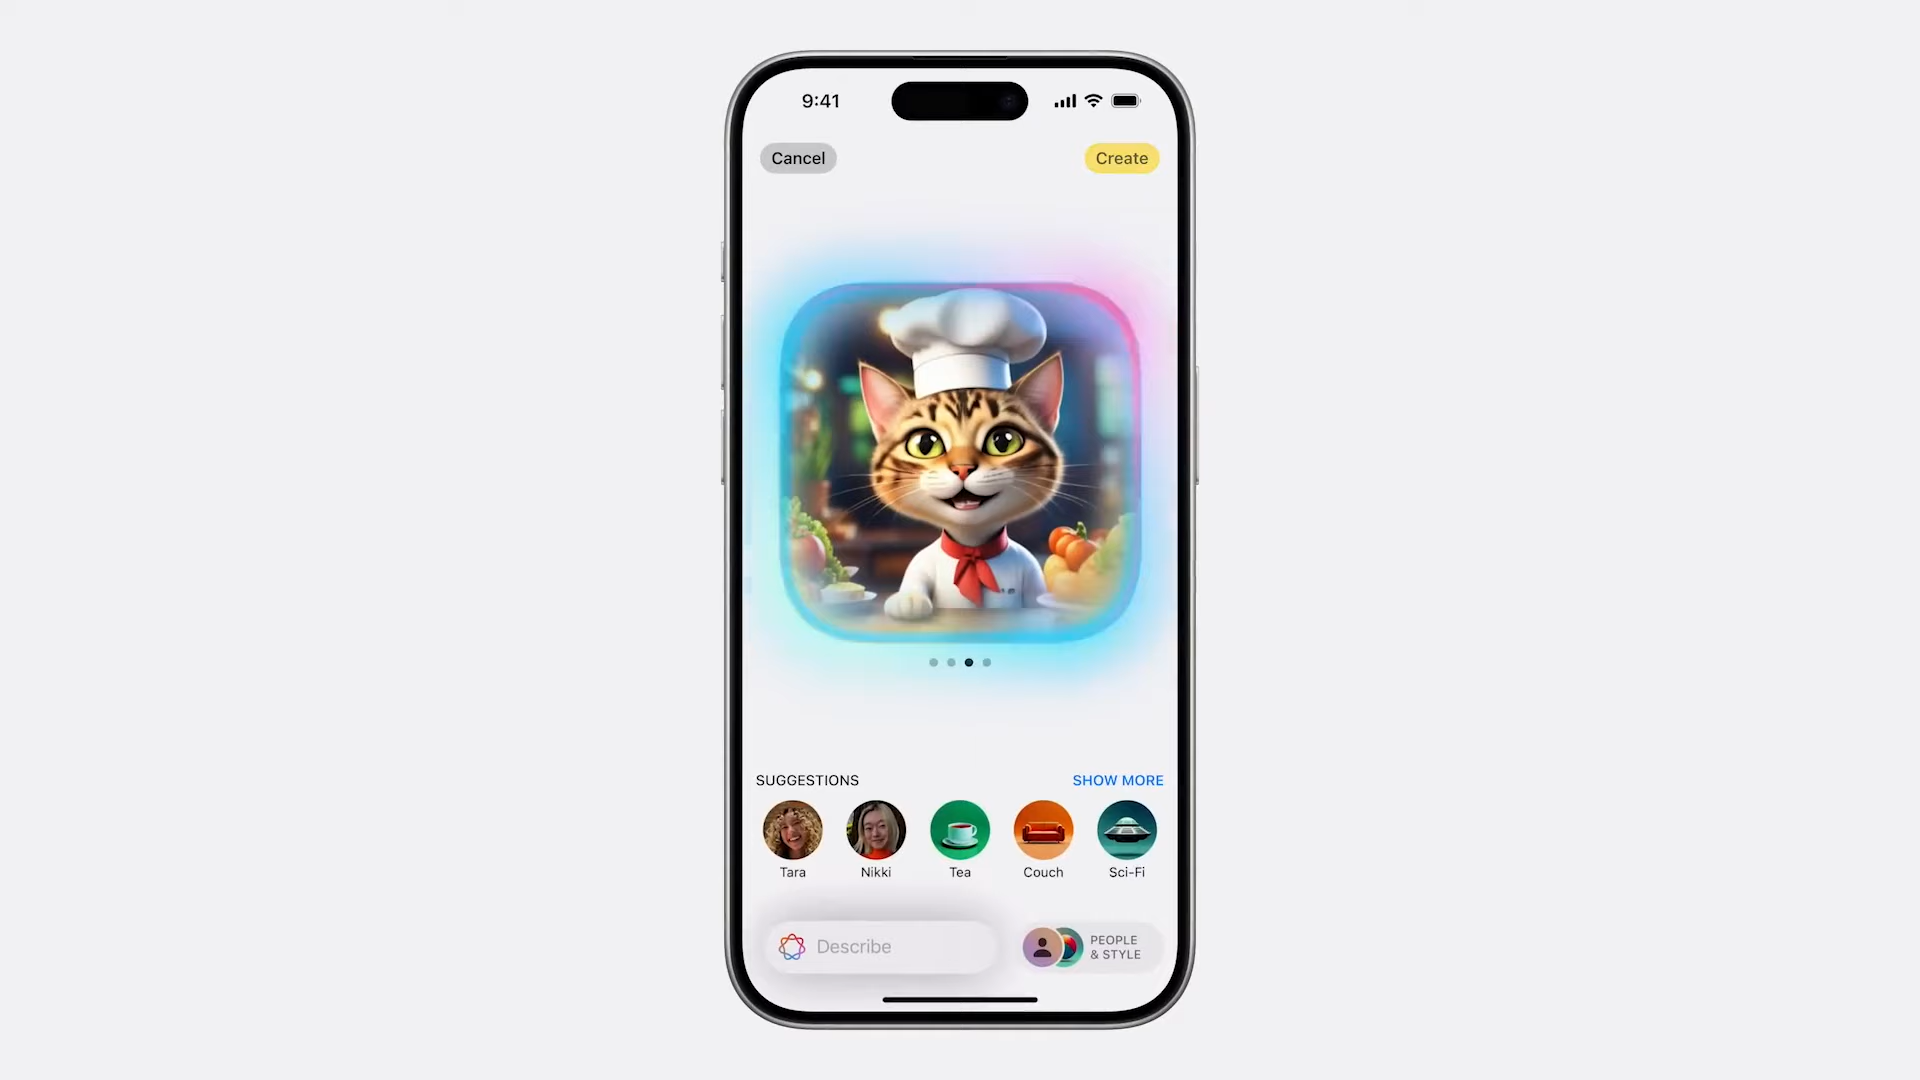 9:41
Cancel
Create
SUGGESTIONS
SHOW MORE
Tara
Nikki
Tea
Couch
Sci-Fi
Describe
PEOPLE
& STYLE